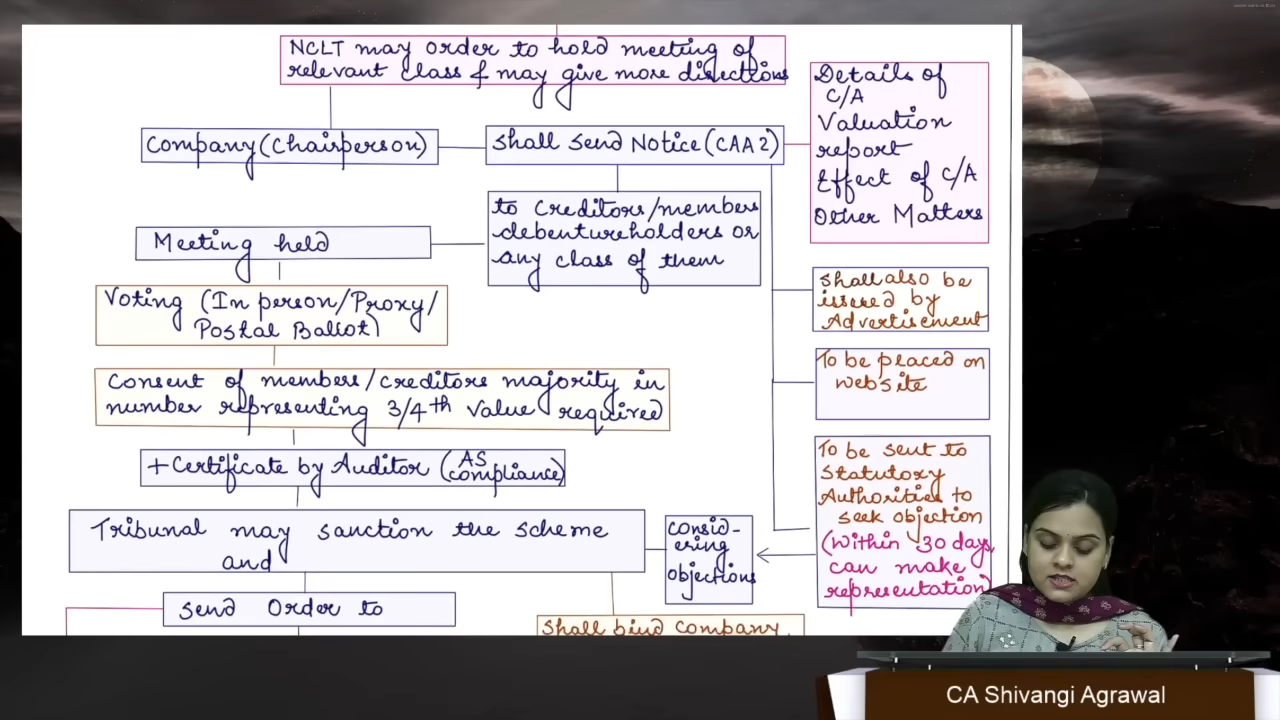 NCLT may order to hold meeting of
relevant class & may give more directions
Company (Chairperson)
shall send Notice (CAA 2)
Details of
C/A
Valuation
report
Effect of C/A
Other Matters
to creditors/members
debentureholders or
any class of them
Meeting held
Voting (In person/Proxy/
Postal Ballot)
Consent of members/creditors majority in
number representing 3/4th value required
+ Certificate by Auditor (AS
compliance)
Tribunal may sanction the scheme
and
Send Order to
Shall bind company,
shall also be
issued by
Advertisement
To be placed on
website
To be sent to
Statutory
Authorities to
seek objection
(Within 30 days
can make
representation)
consid-
ering
objections
CA Shivangi Agrawal